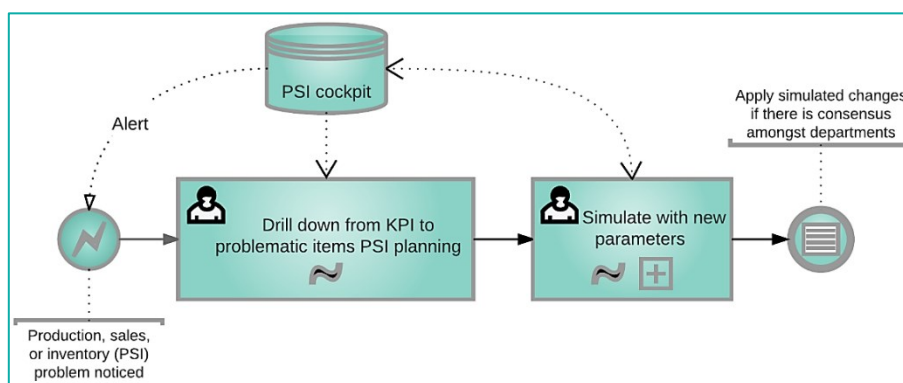 PSI cockpit
Alert
Apply simulated changes
if there is consensus
amongst departments
Drill down from KPI to
problematic items PSI planning
Simulate with new
parameters
Production, sales,
or inventory (PSI)
problem noticed